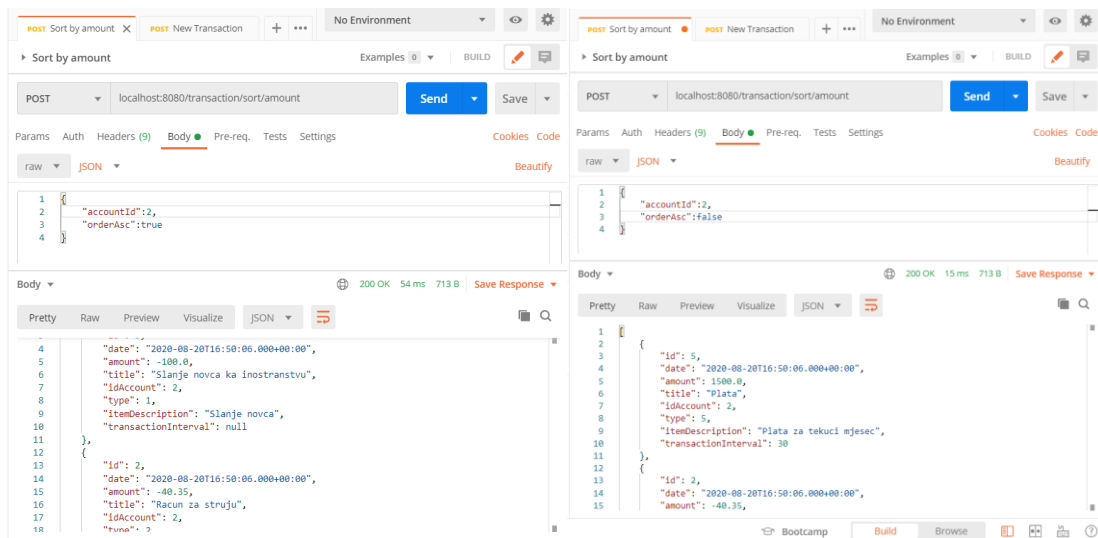 POST Sort by amount X POST New Transaction + ••• No Environment
Sort by amount Examples 0 BUILD
POST localhost:8080/transaction/sort/amount Send Save
Params Auth Headers (9) Body Pre-req. Tests Settings Cookies Code
raw JSON Beautify
1 {
2 "accountId":2,
3 "orderAsc":true
4 }
Body 200 OK 54 ms 713 B Save Response
Pretty Raw Preview Visualize JSON
4 "date": "2020-08-20T16:50:06.000+00:00",
5 "amount": -100.0,
6 "title": "Slanje novca ka inostranstvu",
7 "idAccount": 2,
8 "type": 1,
9 "itemDescription": "Slanje novca",
10 "transactionInterval": null
11 },
12 {
13 "id": 2,
14 "date": "2020-08-20T16:50:06.000+00:00",
15 "amount": -40.35,
16 "title": "Racun za struju",
17 "idAccount": 2,
18 "type": 2
POST Sort by amount POST New Transaction + ••• No Environment
Sort by amount Examples 0 BUILD
POST localhost:8080/transaction/sort/amount Send Save
Params Auth Headers (9) Body Pre-req. Tests Settings Cookies Code
raw JSON Beautify
1 {
2 "accountId":2,
3 "orderAsc":false
4 }
Body 200 OK 15 ms 713 B Save Response
Pretty Raw Preview Visualize JSON
1 [
2 {
3 "id": 5,
4 "date": "2020-08-20T16:50:06.000+00:00",
5 "amount": 1500.0,
6 "title": "Plata",
7 "idAccount": 2,
8 "type": 5,
9 "itemDescription": "Plata za tekuci mjesec",
10 "transactionInterval": 30
11 },
12 {
13 "id": 2,
14 "date": "2020-08-20T16:50:06.000+00:00",
15 "amount": -40.35,
Bootcamp Build Browse